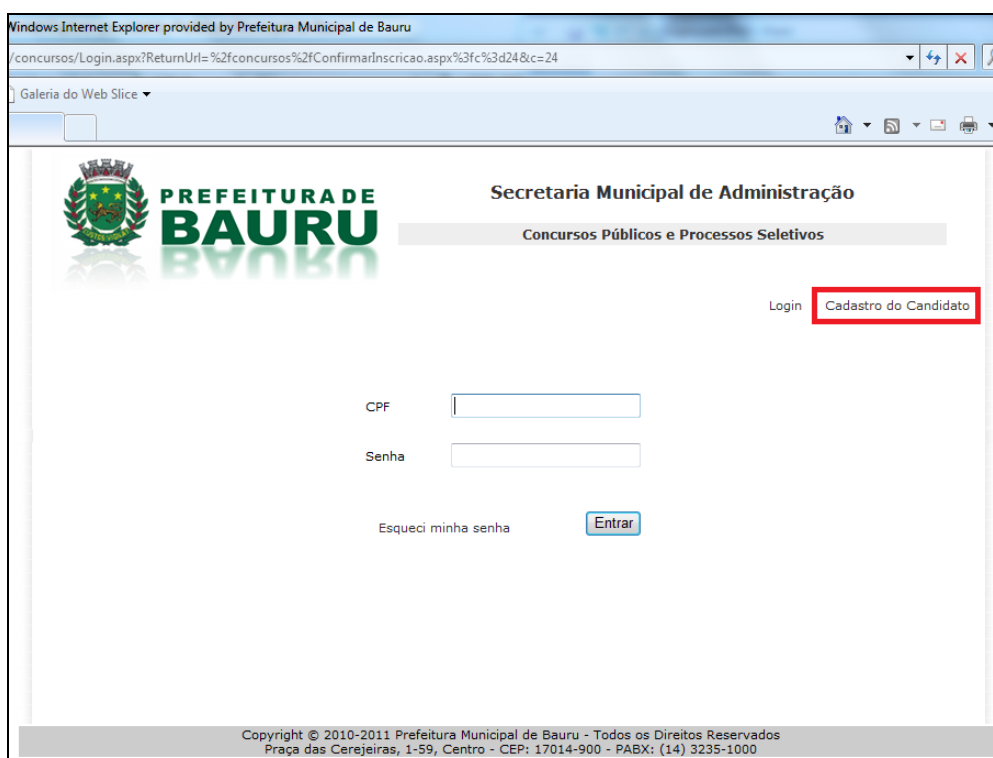 Windows Internet Explorer provided by Prefeitura Municipal de Bauru
/concursos/Login.aspx?ReturnUrl=%2fconcursos%2fConfirmarInscricao.aspx%3fc%3d24&c=24
Galeria do Web Slice
PREFEITURA DE
BAURU
Secretaria Municipal de Administração
Concursos Públicos e Processos Seletivos
Login Cadastro do Candidato
CPF
Senha
Esqueci minha senha Entrar
Copyright © 2010-2011 Prefeitura Municipal de Bauru - Todos os Direitos Reservados
Praça das Cerejeiras, 1-59, Centro - CEP: 17014-900 - PABX: (14) 3235-1000